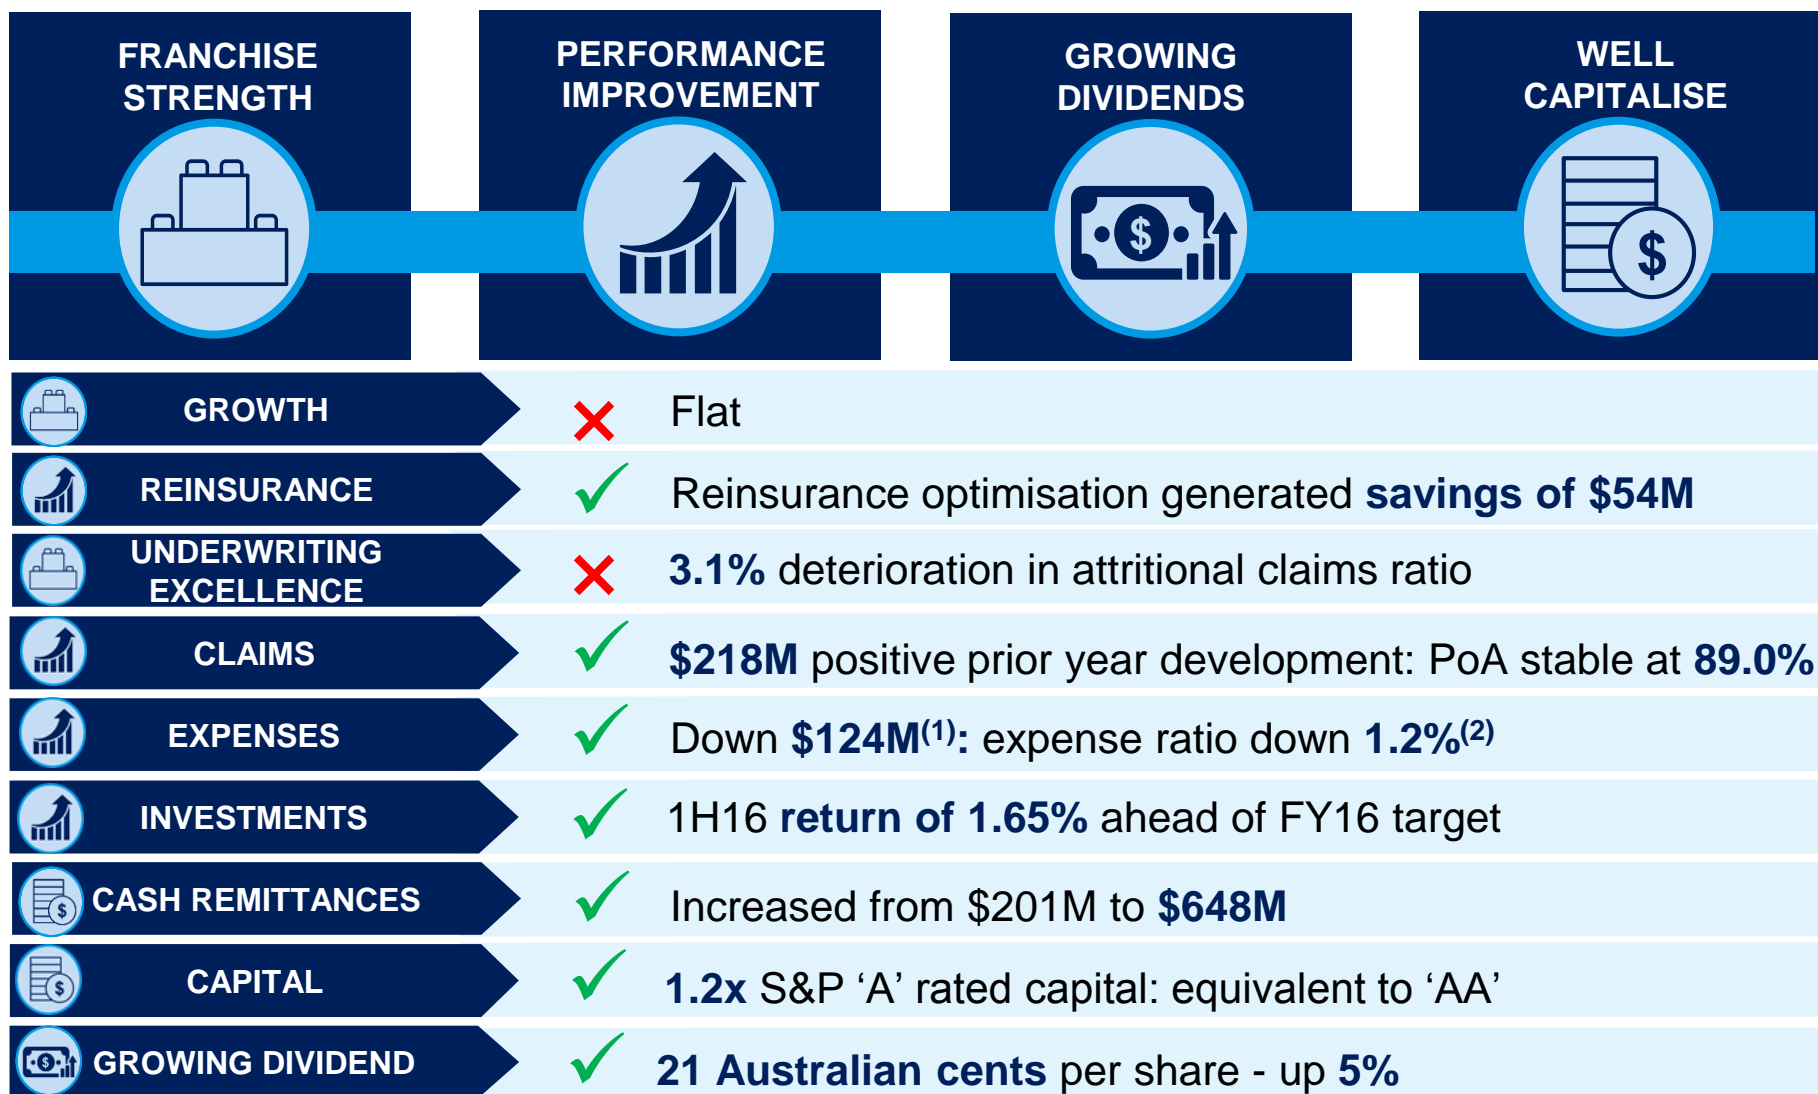 FRANCHISE
STRENGTH
PERFORMANCE
IMPROVEMENT
GROWING
DIVIDENDS
WELL
CAPITALISE
$
$
GROWTH
Flat
REINSURANCE
Reinsurance optimisation generated savings of $54M
UNDERWRITING
EXCELLENCE
3.1% deterioration in attritional claims ratio
CLAIMS
$218M positive prior year development: PoA stable at 89.0%
EXPENSES
Down $124M(1): expense ratio down 1.2%(2)
INVESTMENTS
1H16 return of 1.65% ahead of FY16 target
$ CASH REMITTANCES
Increased from $201M to $648M
$ CAPITAL
1.2x S&P ‘A’ rated capital: equivalent to ‘AA’
$ GROWING DIVIDEND
21 Australian cents per share - up 5%